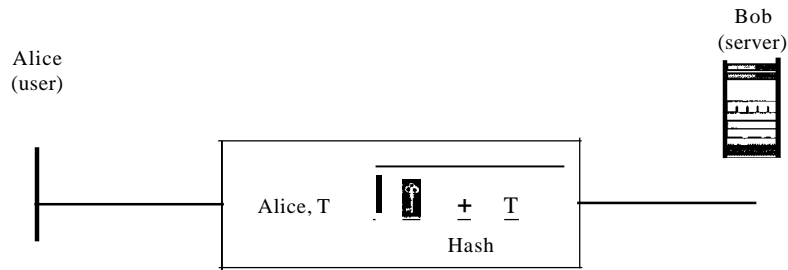 Bob
(server)
Alice
(user)
Alice, T + T
Hash